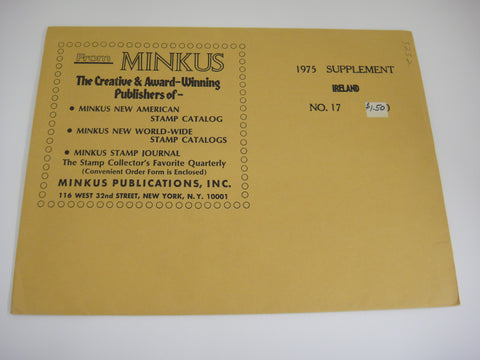 From MINKUS
The Creative & Award-Winning
Publishers of-
• MINKUS NEW AMERICAN
STAMP CATALOG
• MINKUS NEW WORLD-WIDE
STAMP CATALOGS
• MINKUS STAMP JOURNAL
The Stamp Collector's Favorite Quarterly
(Convenient Order Form is Enclosed)
MINKUS PUBLICATIONS, INC.
116 WEST 32nd STREET, NEW YORK, N.Y. 10001
1975 SUPPLEMENT
IRELAND
NO. 17
$1.50)